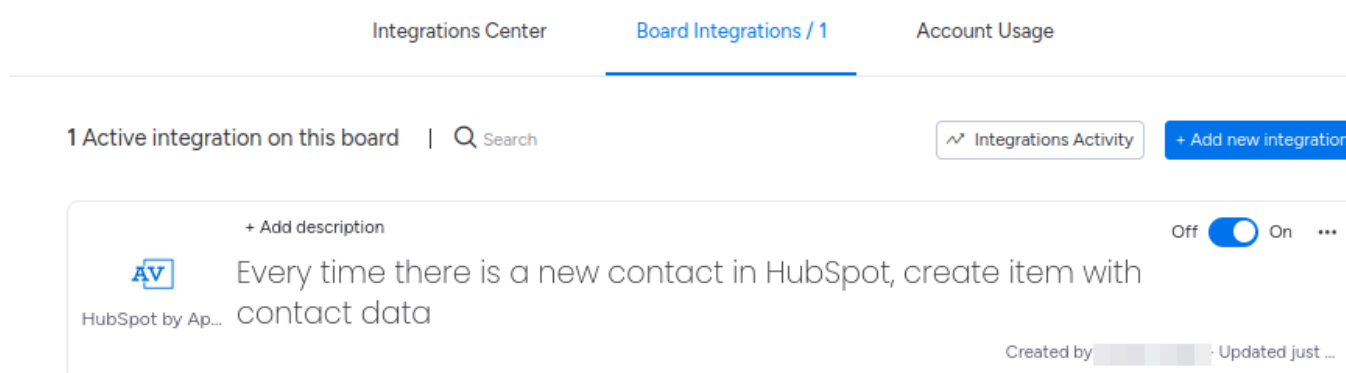 Integrations Center Board Integrations / 1 Account Usage
1 Active integration on this board | Search Integrations Activity + Add new integration
+ Add description Off On ...
AV Every time there is a new contact in HubSpot, create item with
HubSpot by Ap... contact data
Created by · Updated just ...